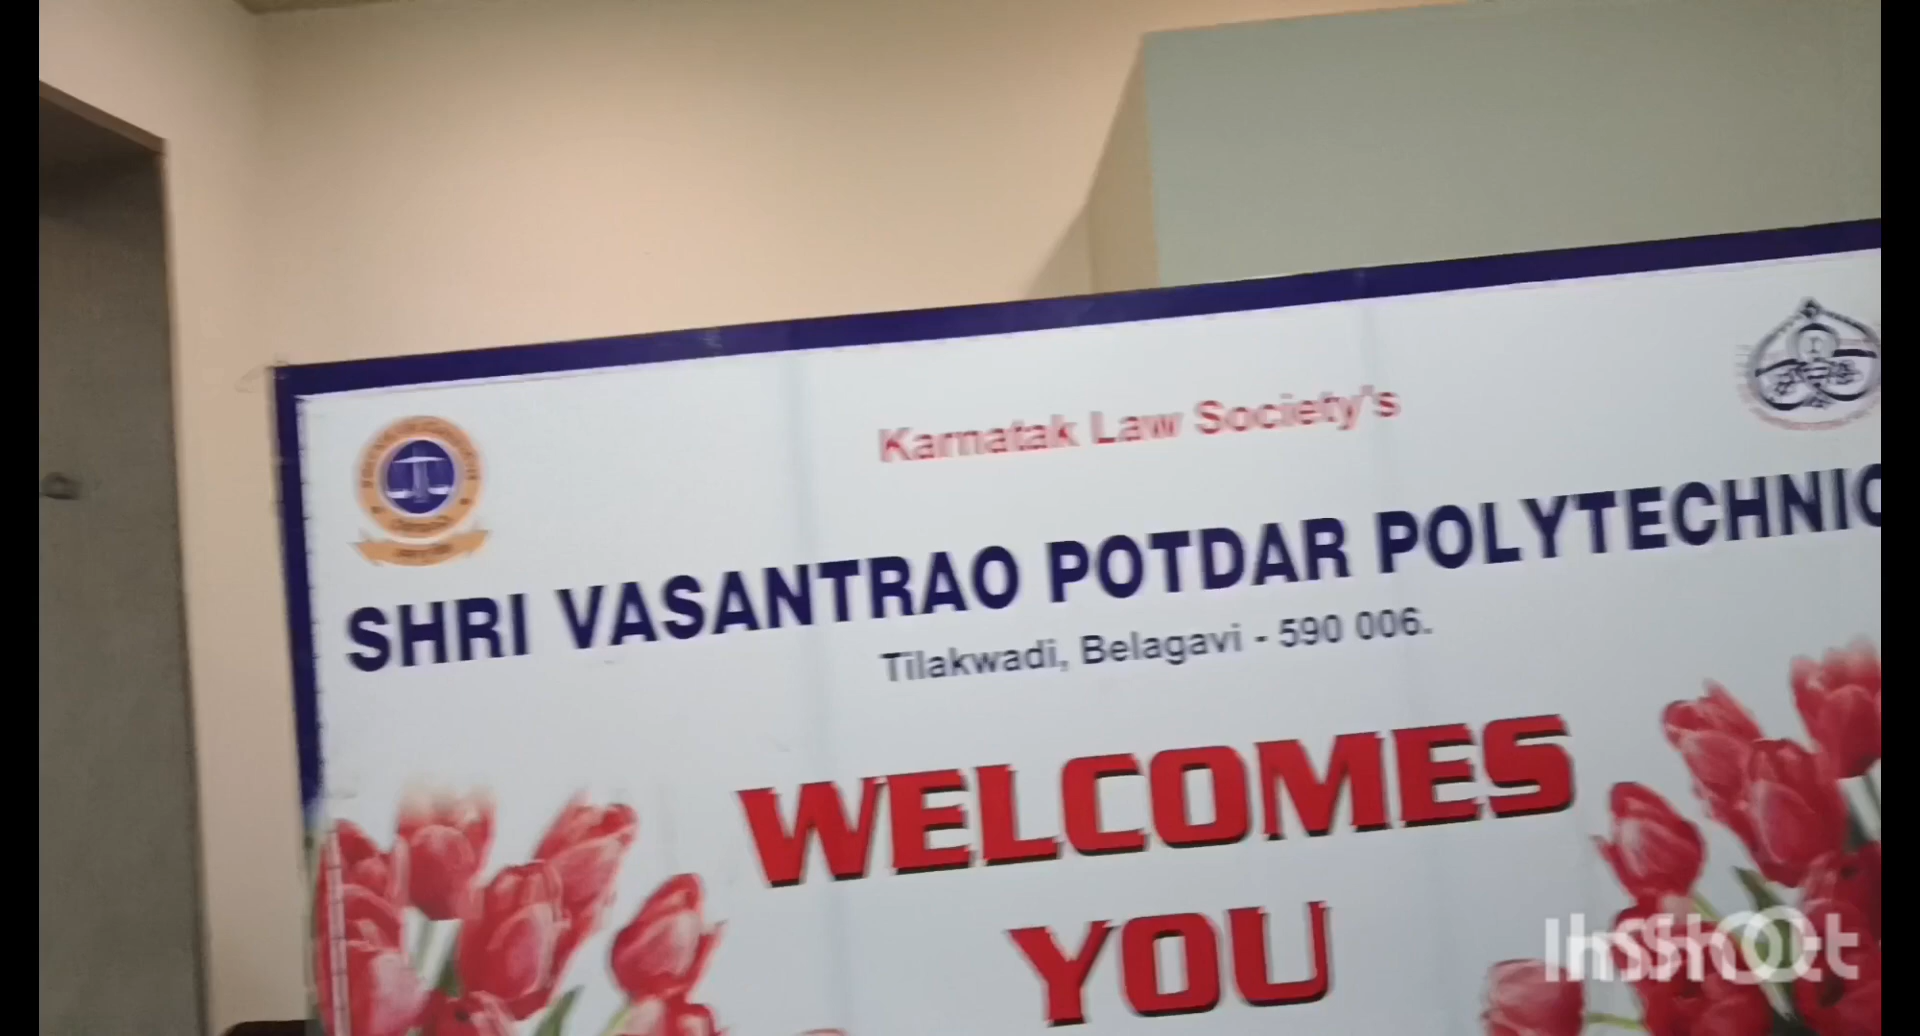 Karnatak Law Society's
SHRI VASANTRAO POTDAR POLYTECHNIC
Tilakwadi, Belagavi - 590 006.
WELCOMES
YOU
InShot